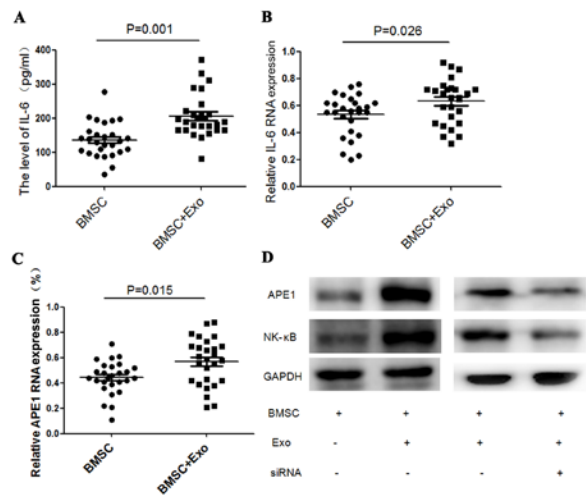 A
P=0.001
The level of IL-6 （pg/ml）
400
300
200
100
0
BMSC
BMSC+Exo
B
P=0.026
Relative IL-6 RNA expression
1.0
0.8
0.6
0.4
0.2
0.0
BMSC
BMSC+Exo
C
P=0.015
Relative APE1 RNA expression（%）
1.0
0.8
0.6
0.4
0.2
0.0
BMSC
BMSC+Exo
D
APE1
NK-κB
GAPDH
BMSC + + + +
Exo - + + +
siRNA - - - +